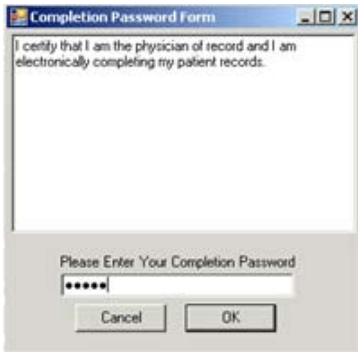 Completion Password Form
I certify that I am the physician of record and I am
electronically completing my patient records.
Please Enter Your Completion Password
●●●●●
Cancel OK